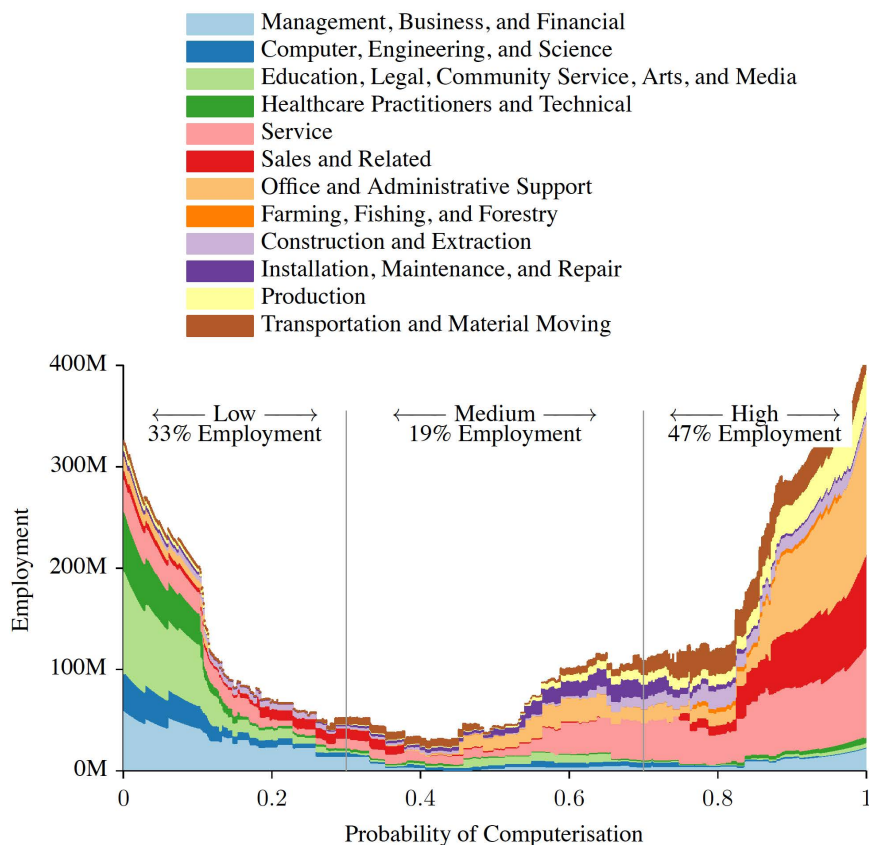 Management, Business, and Financial
Computer, Engineering, and Science
Education, Legal, Community Service, Arts, and Media
Healthcare Practitioners and Technical
Service
Sales and Related
Office and Administrative Support
Farming, Fishing, and Forestry
Construction and Extraction
Installation, Maintenance, and Repair
Production
Transportation and Material Moving
400M
Low
Medium
High
33% Employment
19% Employment
47% Employment
300M
200M
100M
0M
Employment
0
0.2
0.4
0.6
0.8
1
Probability of Computerisation